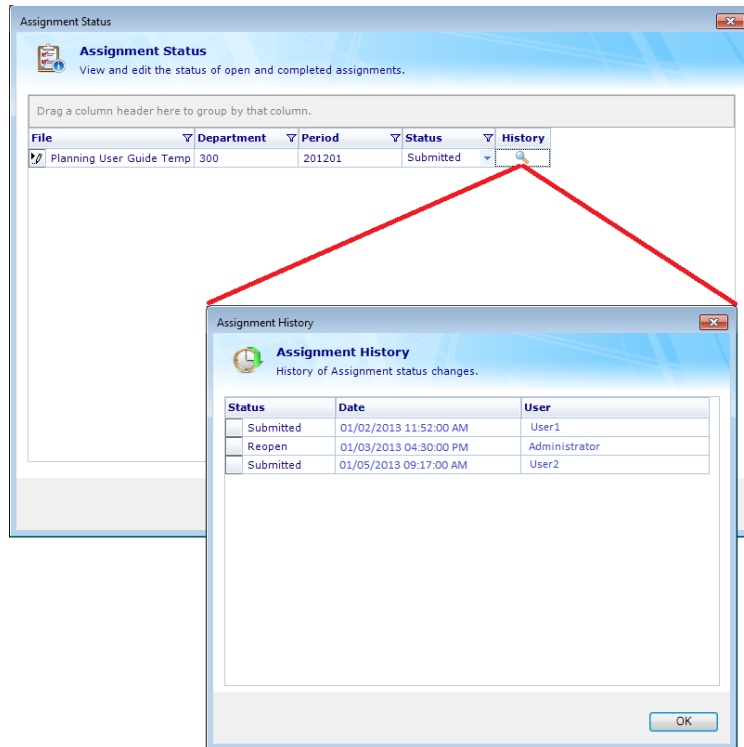 Assignment Status
Assignment Status
View and edit the status of open and completed assignments.
Drag a column header here to group by that column.
File Department Period Status History
Planning User Guide Temp 300 201201 Submitted
Assignment History
Assignment History
History of Assignment status changes.
Status Date User
Submitted 01/02/2013 11:52:00 AM User1
Reopen 01/03/2013 04:30:00 PM Administrator
Submitted 01/05/2013 09:17:00 AM User2
OK